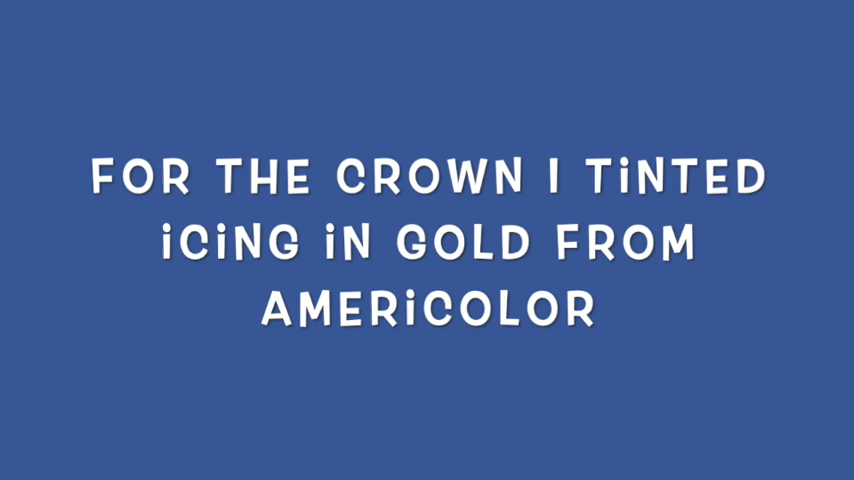 FOR THE CROWN I TiNTED
iCiNG iN GOLD FROM
AMERiCOLOR